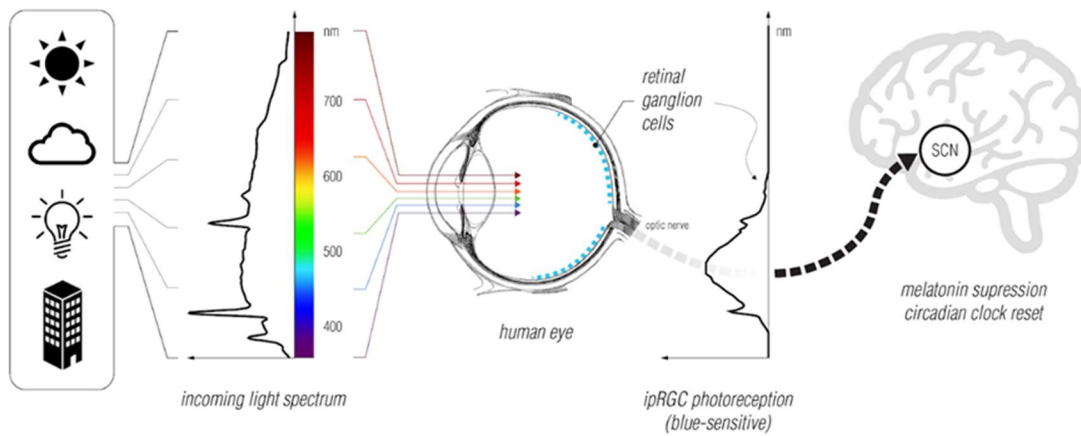 nm
700
600
500
400
incoming light spectrum
human eye
retinal
ganglion
cells
optic nerve
nm
ipRGC photoreception
(blue-sensitive)
SCN
melatonin supression
circadian clock reset